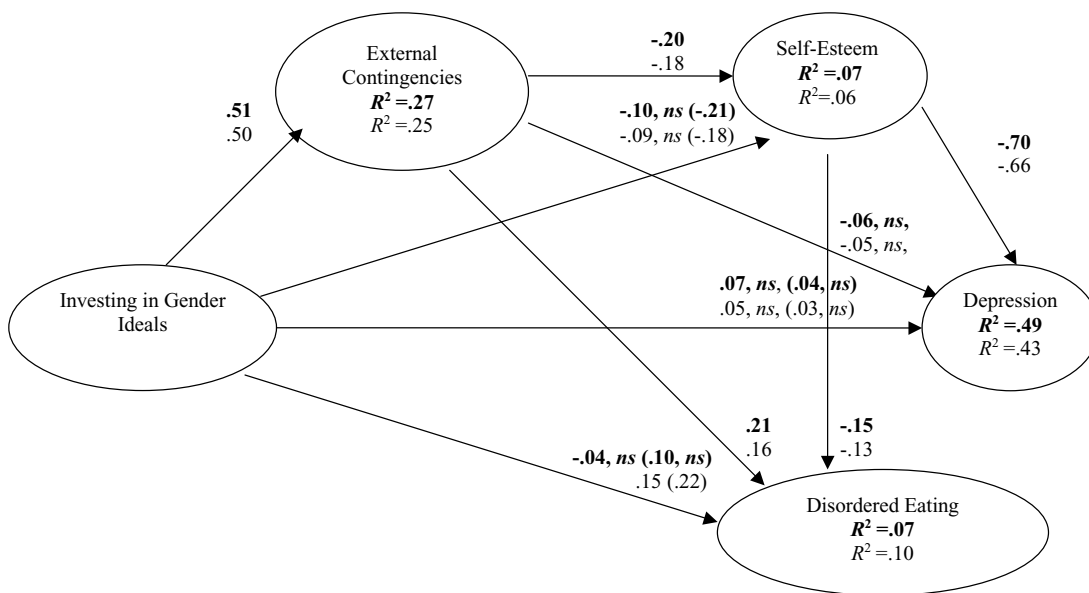 External
Contingencies
R² =.27
R² =.25
-.20
-.18
Self-Esteem
R² =.07
R²=.06
.51
.50
-.10, ns (-.21)
-.09, ns (-.18)
-.70
-.66
-.06, ns,
-.05, ns,
Investing in Gender
Ideals
.07, ns, (.04, ns)
.05, ns, (.03, ns)
Depression
R² =.49
R² =.43
.21
.16
-.15
-.13
-.04, ns (.10, ns)
.15 (.22)
Disordered Eating
R² =.07
R² =.10